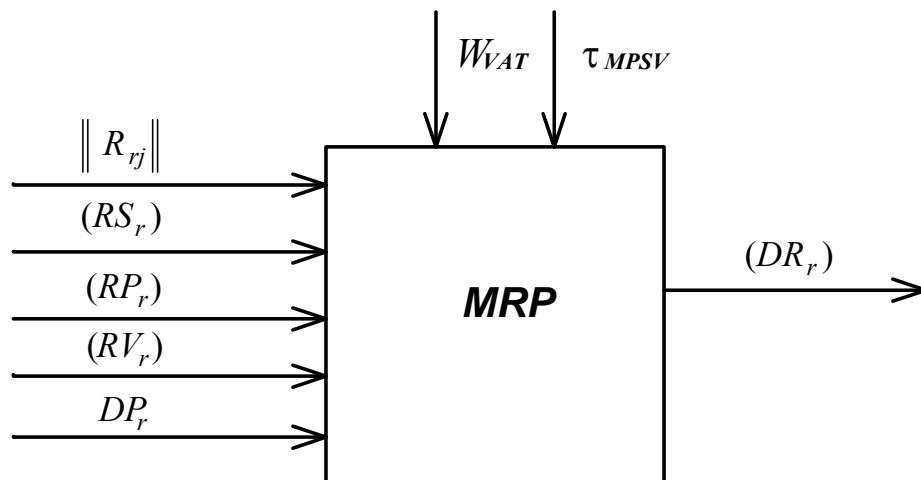 W_VAT τ_MPSV
‖ R_rj ‖
(RS_r)
(RP_r)
(RV_r)
DP_r
MRP
(DR_r)